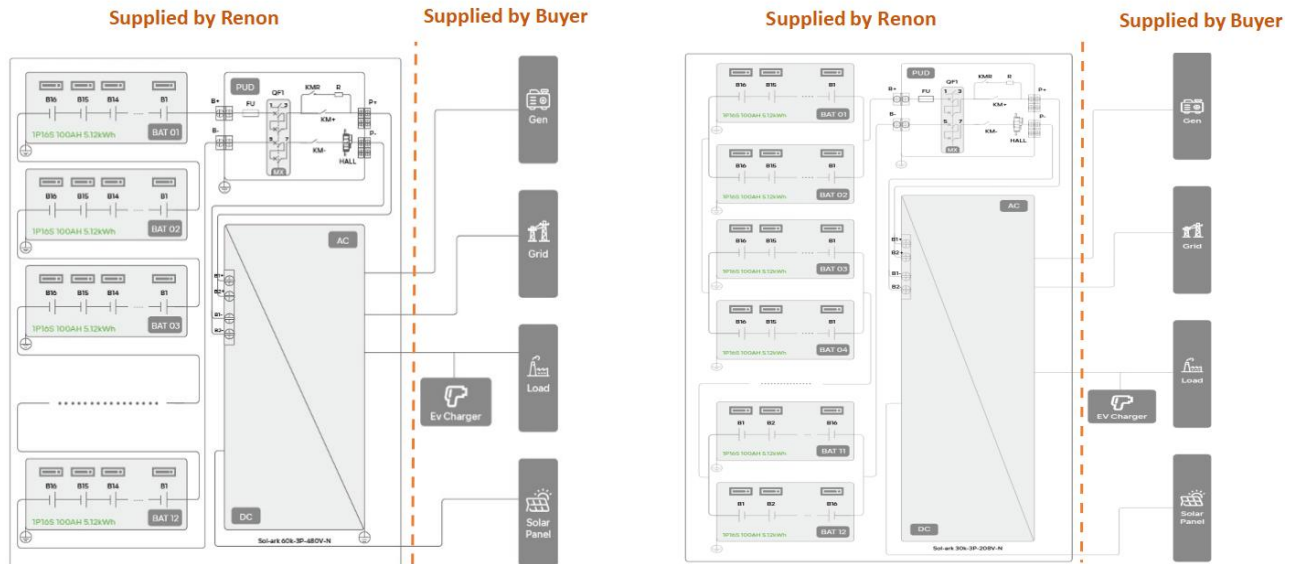 Supplied by Renon
Supplied by Buyer
B16 B15 B14 B1
1P16S 100AH 5.12kWh
BAT 01
B16 B15 B14 B1
1P16S 100AH 5.12kWh
BAT 02
B16 B15 B14 B1
1P16S 100AH 5.12kWh
BAT 03
B16 B15 B14 B1
1P16S 100AH 5.12kWh
BAT 12
PUD
B+
B-
FU
QF1
1 3
5 7
MX
KMR
R
KM+
KM-
HALL
P+
P-
AC
B1+
B2+
B1-
B2-
DC
Sol-ark 60k-3P-480V-N
Gen
Grid
Load
Ev Charger
Solar
Panel
Supplied by Renon
Supplied by Buyer
B16 B15 B1
1P16S 100AH 5.12kWh
BAT 01
B16 B15 B1
1P16S 100AH 5.12kWh
BAT 02
B16 B15 B1
1P16S 100AH 5.12kWh
BAT 03
B16 B15 B1
1P16S 100AH 5.12kWh
BAT 04
B1 B2 B16
1P16S 100AH 5.12kWh
BAT 11
B1 B2 B16
1P16S 100AH 5.12kWh
BAT 12
PUD
B+
B-
FU
QF1
1 3
5 7
MX
KMR
R
KM+
KM-
HALL
P+
P-
AC
B1+
B2+
B1-
B2-
DC
Sol-ark 30k-3P-208V-N
Gen
Grid
Load
EV Charger
Solar
Panel